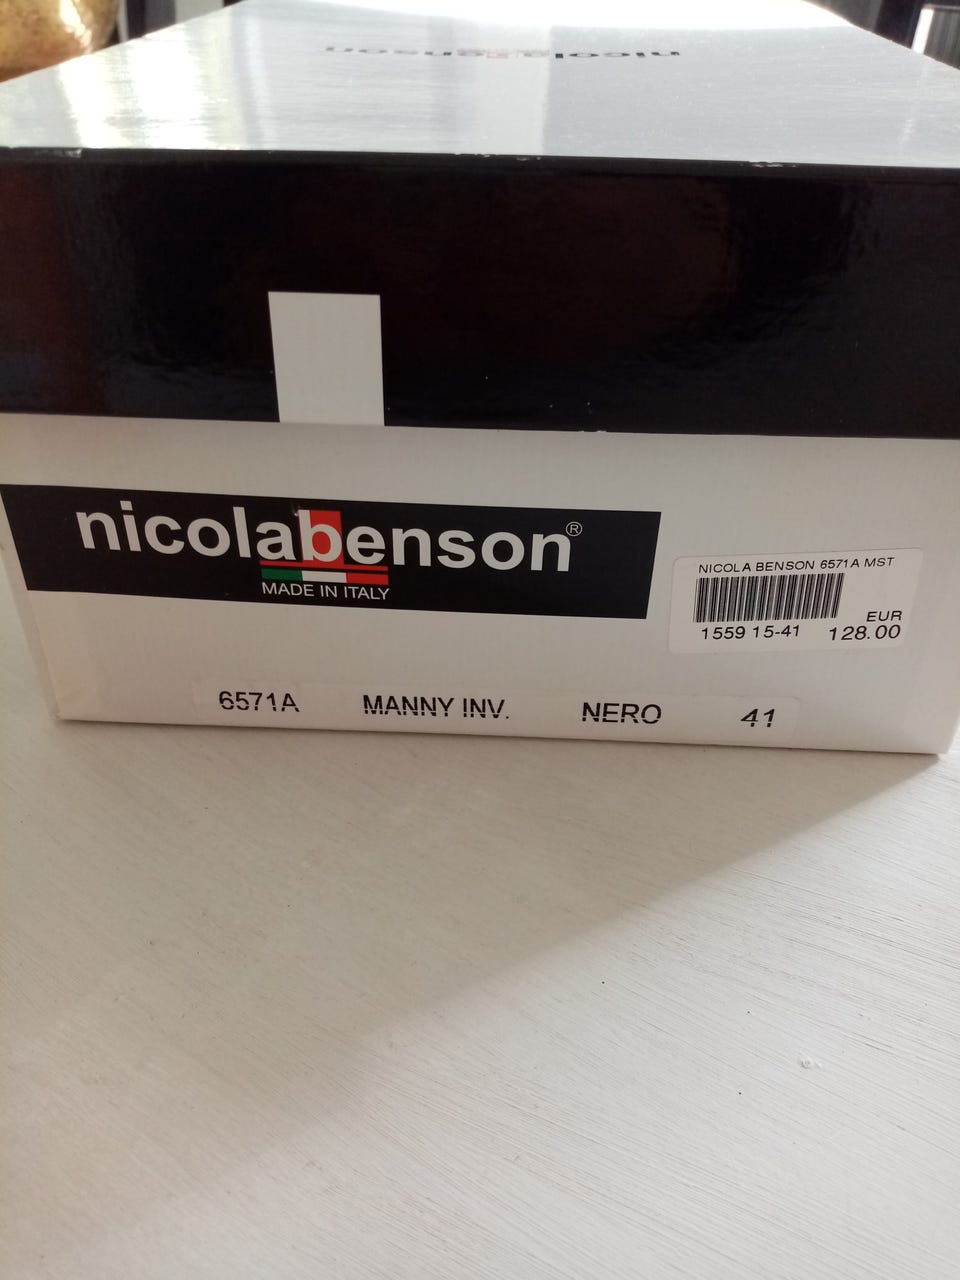 nicolabenson
nicolabenson®
MADE IN ITALY
NICOLA BENSON 6571A MST
EUR
1559 15-41 128.00
6571A MANNY INV. NERO 41